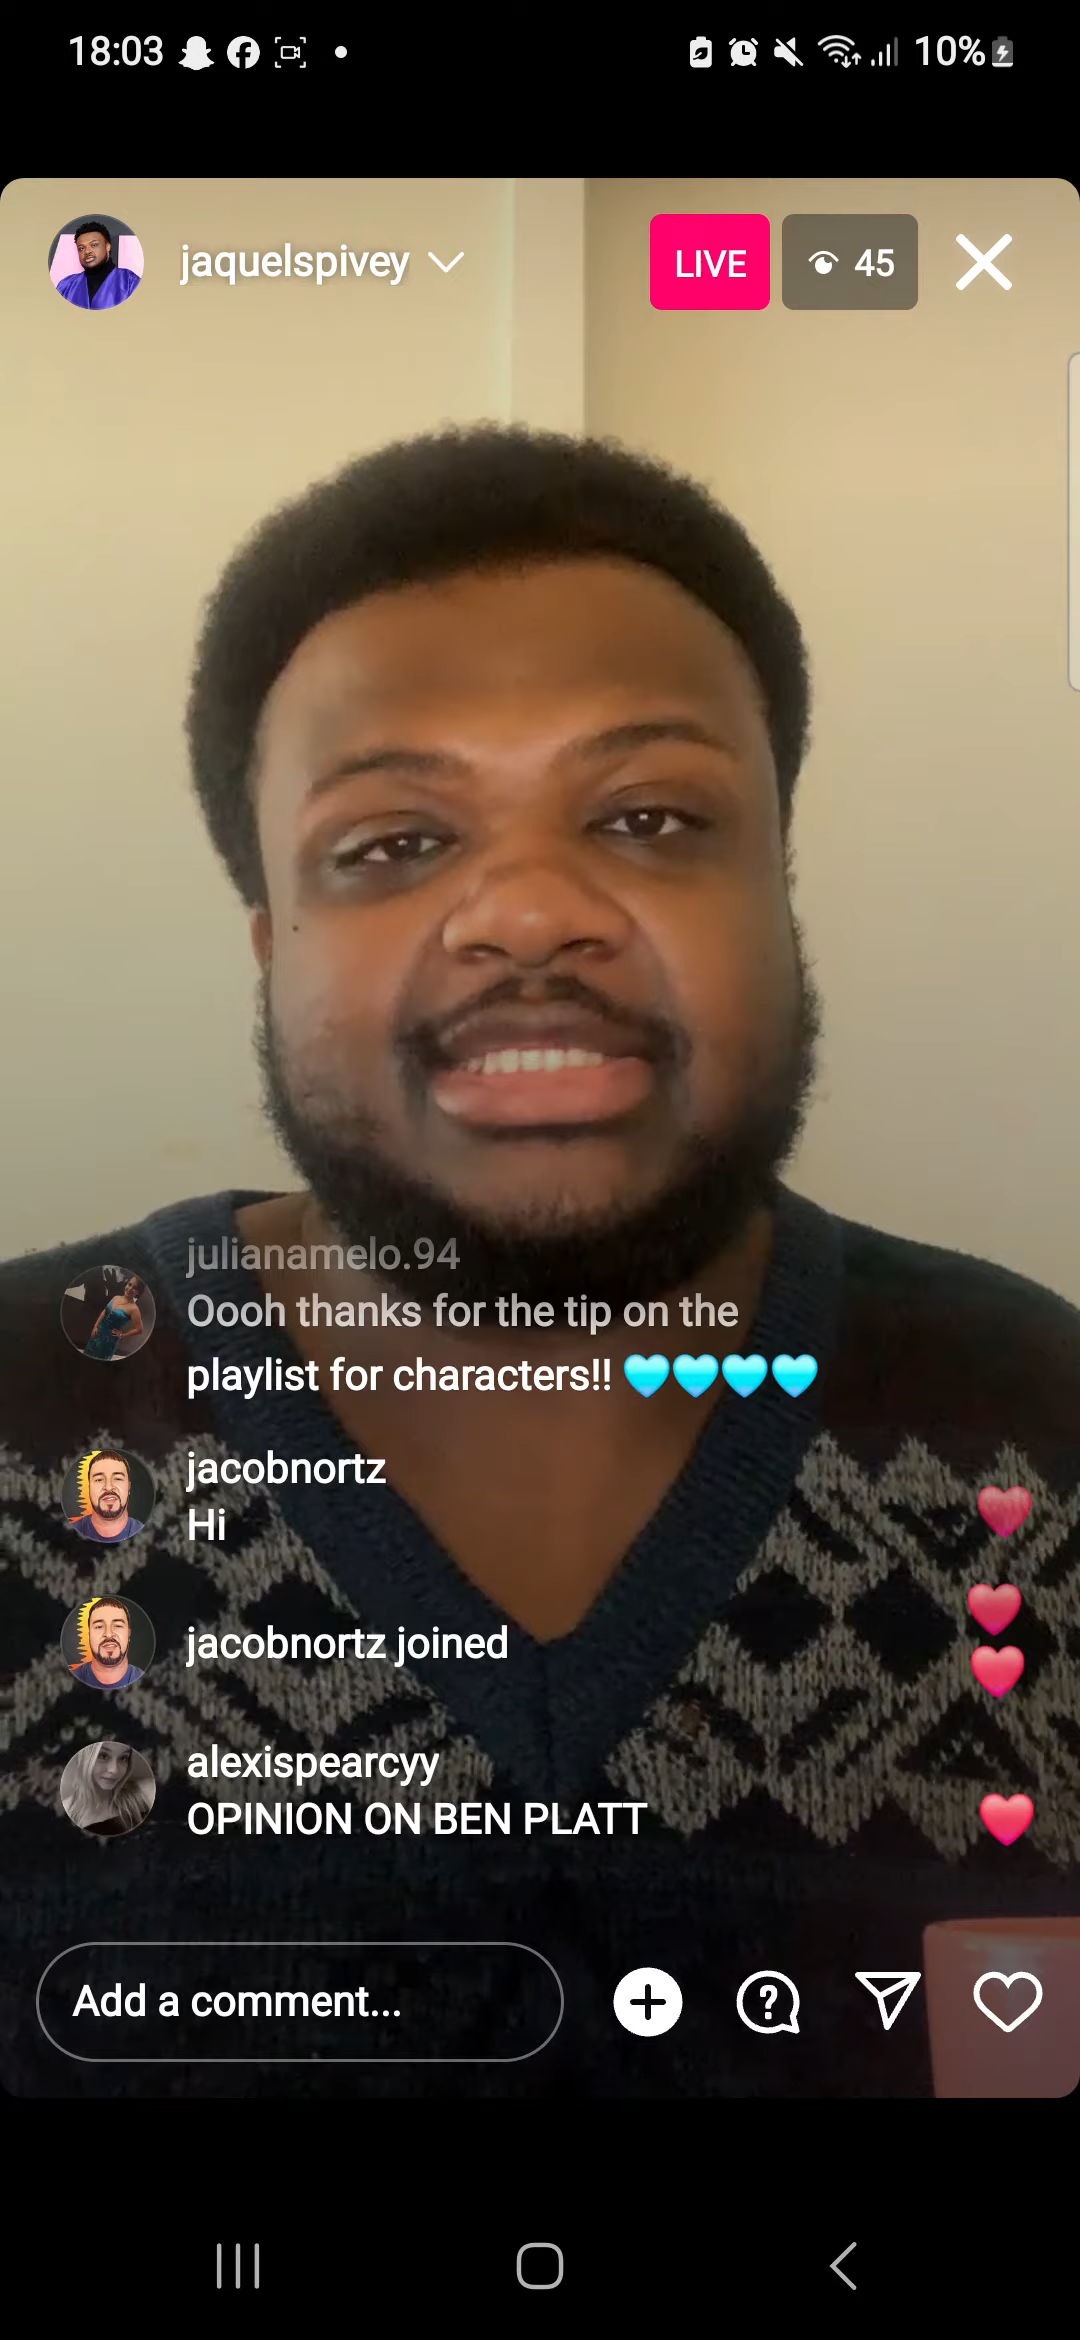 18:03
10%
jaquelspivey
LIVE
45
julianamelo.94
Oooh thanks for the tip on the
playlist for characters!! 🩵🩵🩵🩵
jacobnortz
Hi
jacobnortz joined
alexispearcyy
OPINION ON BEN PLATT
Add a comment...